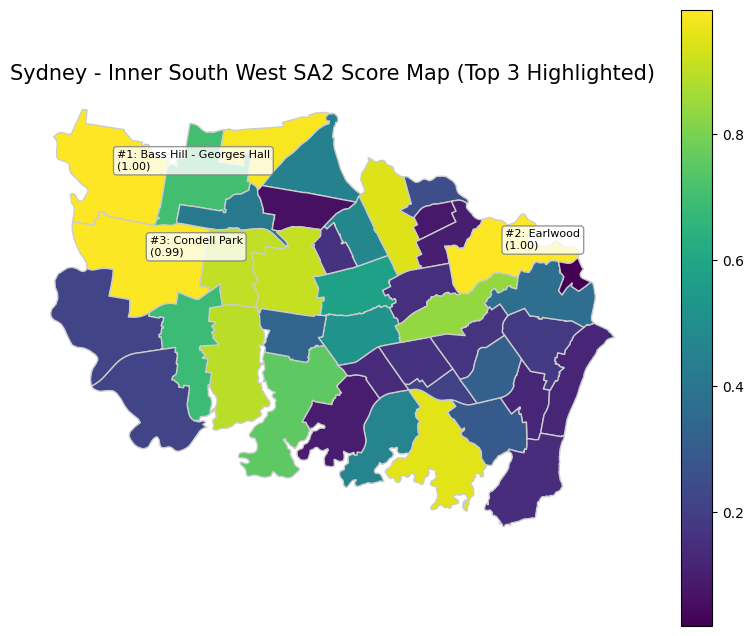 Sydney - Inner South West SA2 Score Map (Top 3 Highlighted)
#1: Bass Hill - Georges Hall
(1.00)
#2: Earlwood
(1.00)
#3: Condell Park
(0.99)
0.8
0.6
0.4
0.2